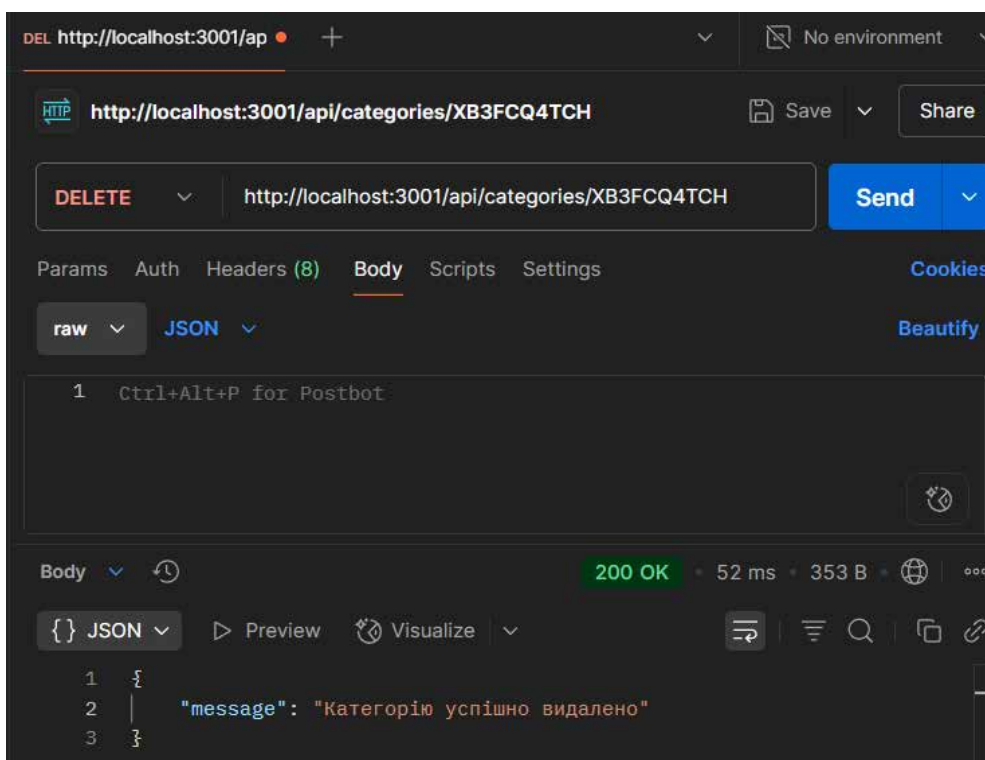 DEL http://localhost:3001/ap
No environment
HTTP http://localhost:3001/api/categories/XB3FCQ4TCH Save Share
DELETE http://localhost:3001/api/categories/XB3FCQ4TCH Send
Params Auth Headers (8) Body Scripts Settings Cookies
raw JSON Beautify
1 Ctrl+Alt+P for Postbot
Body 200 OK • 52 ms • 353 B
{} JSON Preview Visualize
1 {
2 "message": "Категорію успішно видалено"
3 }